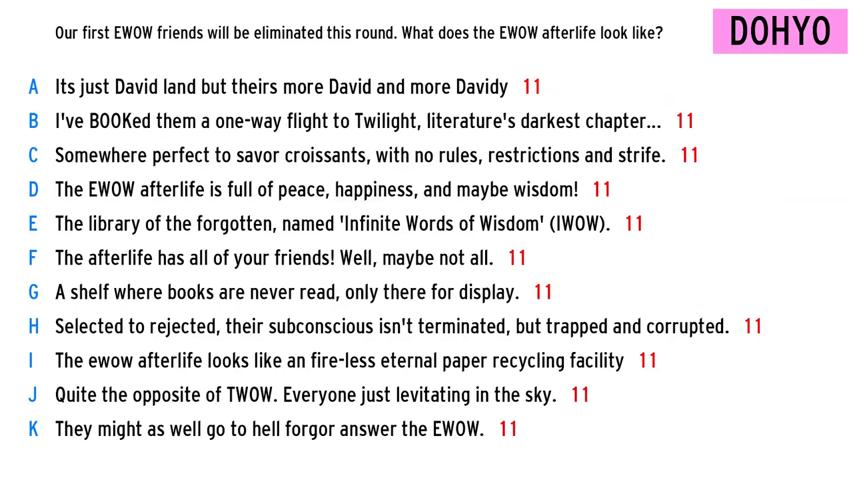 Our first EWOW friends will be eliminated this round. What does the EWOW afterlife look like?
DOHYO
A Its just David land but theirs more David and more Davidy 11
B I've BOOKed them a one-way flight to Twilight, literature's darkest chapter... 11
C Somewhere perfect to savor croissants, with no rules, restrictions and strife. 11
D The EWOW afterlife is full of peace, happiness, and maybe wisdom! 11
E The library of the forgotten, named 'Infinite Words of Wisdom' (IWOW). 11
F The afterlife has all of your friends! Well, maybe not all. 11
G A shelf where books are never read, only there for display. 11
H Selected to rejected, their subconscious isn't terminated, but trapped and corrupted. 11
I The ewow afterlife looks like an fire-less eternal paper recycling facility 11
J Quite the opposite of TWOW. Everyone just levitating in the sky. 11
K They might as well go to hell forgor answer the EWOW. 11